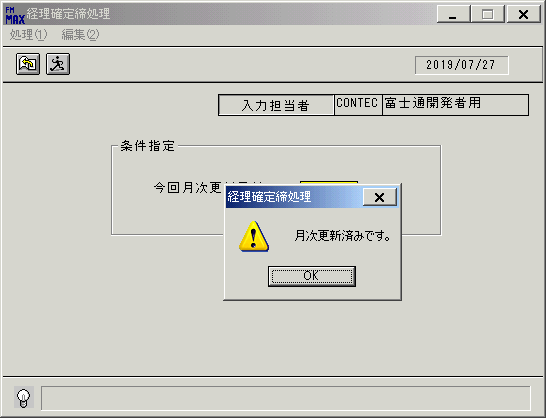 FM
MAX
経理確定締処理
処理(1) 編集(2)
2019/07/27
入力担当者 CONTEC 富士通開発者用
条件指定
今回月次更
経理確定締処理
月次更新済みです。
OK